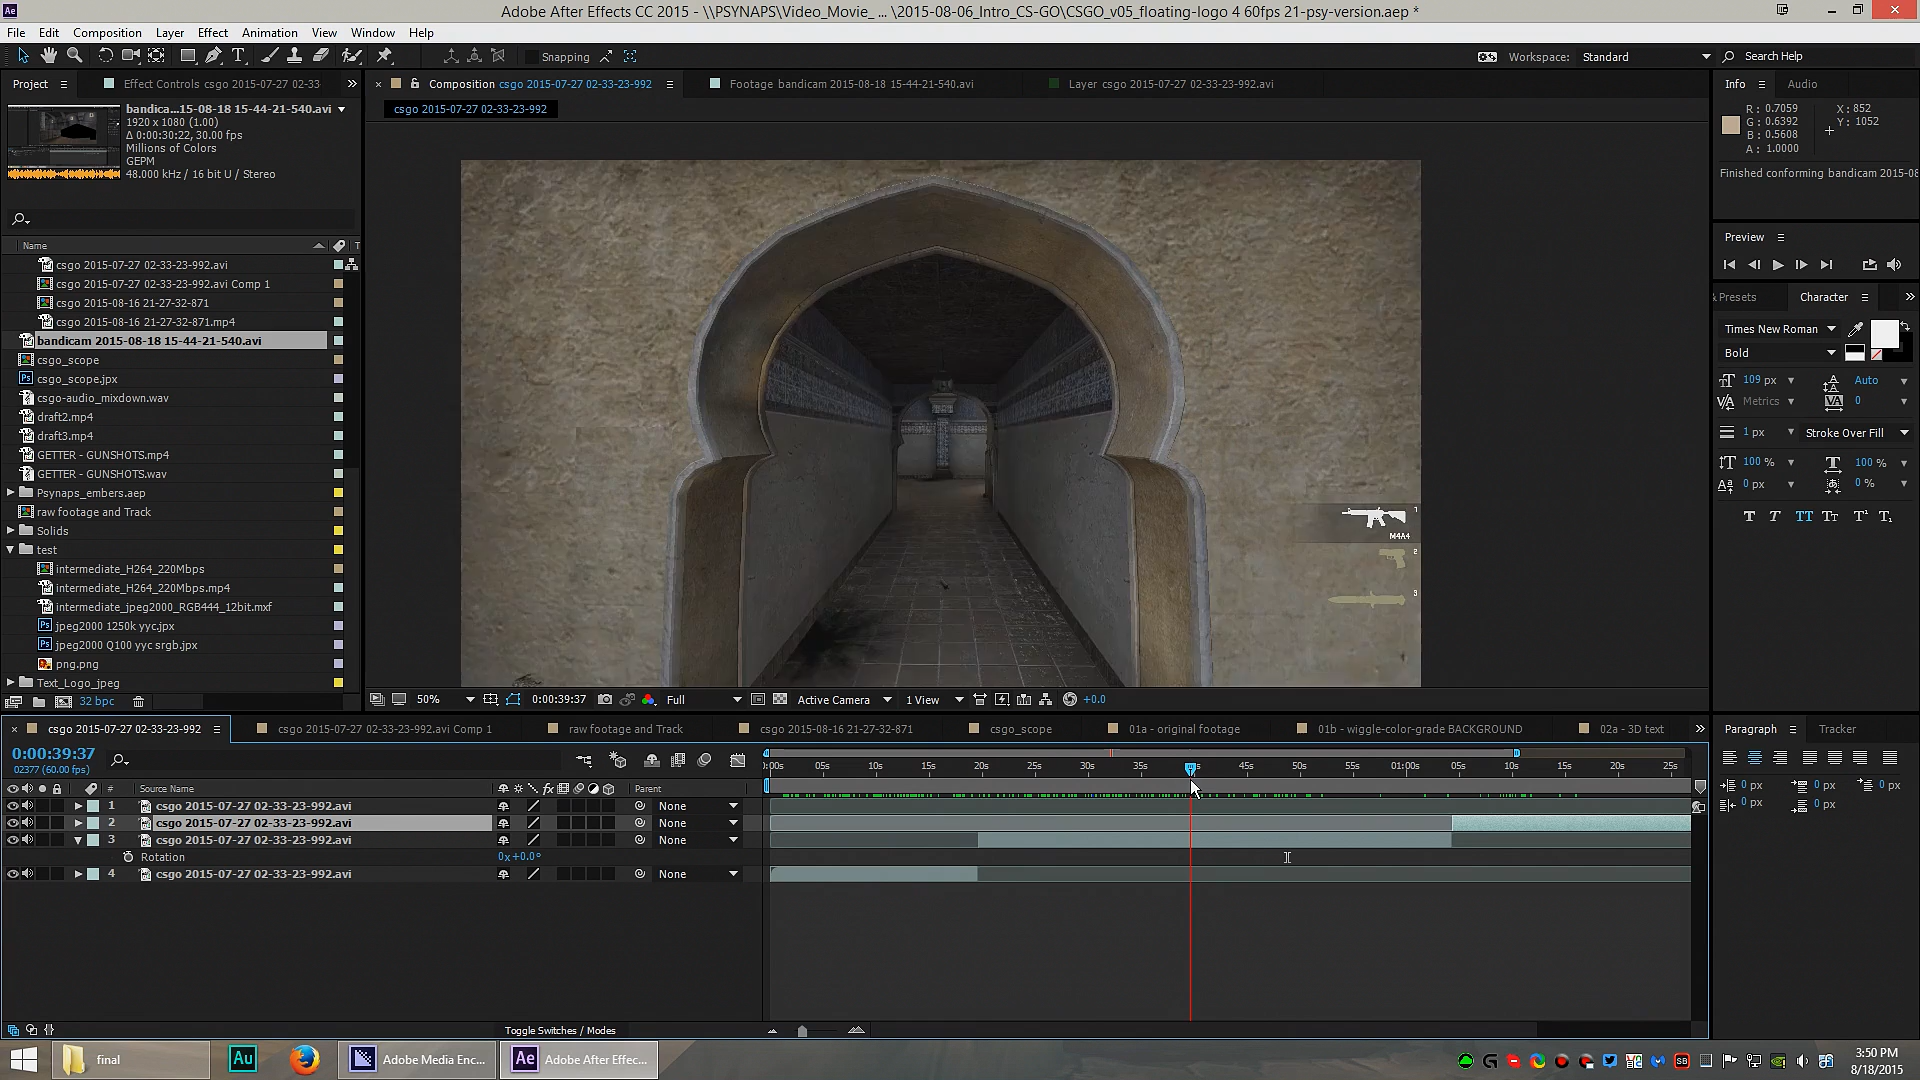 Adobe After Effects CC 2015 - \\PSYNAPS\Video_Movie_ ... \2015-08-06_Intro_CS-GO\CSGO_v05_floating-logo 4 60fps 21-psy-version.aep *
File Edit Composition Layer Effect Animation View Window Help
Snapping
Workspace: Standard
Search Help
Project
Effect Controls csgo 2015-07-27 02-33
Composition csgo 2015-07-27 02-33-23-992
Footage bandicam 2015-08-18 15-44-21-540.avi
Layer csgo 2015-07-27 02-33-23-992.avi
Info Audio
csgo 2015-07-27 02-33-23-992
bandica...15-08-18 15-44-21-540.avi
1920 x 1080 (1.00)
Δ 0:00:30:22, 30.00 fps
Millions of Colors
GEPM
48.000 kHz / 16 bit U / Stereo
R : 0.7059
G : 0.6392
B : 0.5608
A : 1.0000
X : 852
Y : 1052
Finished conforming bandicam 2015-08
Name
csgo 2015-07-27 02-33-23-992.avi
csgo 2015-07-27 02-33-23-992.avi Comp 1
csgo 2015-08-16 21-27-32-871
csgo 2015-08-16 21-27-32-871.mp4
bandicam 2015-08-18 15-44-21-540.avi
csgo_scope
csgo_scope.jpx
csgo-audio_mixdown.wav
draft2.mp4
draft3.mp4
GETTER - GUNSHOTS.mp4
GETTER - GUNSHOTS.wav
Psynaps_embers.aep
raw footage and Track
Solids
test
intermediate_H264_220Mbps
intermediate_H264_220Mbps.mp4
intermediate_jpeg2000_RGB444_12bit.mxf
jpeg2000 1250k yyc.jpx
jpeg2000 Q100 yyc srgb.jpx
png.png
Text_Logo_jpeg
32 bpc
1
M4A4
2
3
50%
0:00:39:37
Full
Active Camera
1 View
+0.0
Preview
& Presets
Character
Times New Roman
Bold
109 px
Auto
Metrics
0
1 px
Stroke Over Fill
100 %
100 %
0 px
0 %
T T TT Tt T¹ T₁
csgo 2015-07-27 02-33-23-992
csgo 2015-07-27 02-33-23-992.avi Comp 1
raw footage and Track
csgo 2015-08-16 21-27-32-871
csgo_scope
01a - original footage
01b - wiggle-color-grade BACKGROUND
02a - 3D text
0:00:39:37
02377 (60.00 fps)
):00s 05s 10s 15s 20s 25s 30s 35s 45s 50s 55s 01:00s 05s 10s 15s 20s 25s
# Source Name
fx
Parent
1 csgo 2015-07-27 02-33-23-992.avi None
2 csgo 2015-07-27 02-33-23-992.avi None
3 csgo 2015-07-27 02-33-23-992.avi None
Rotation 0x+0.0°
4 csgo 2015-07-27 02-33-23-992.avi None
Toggle Switches / Modes
Paragraph
Tracker
0 px 0 px 0 px
0 px 0 px
final
Au
Adobe Media Enc...
Ae Adobe After Effec...
SB
3:50 PM
8/18/2015